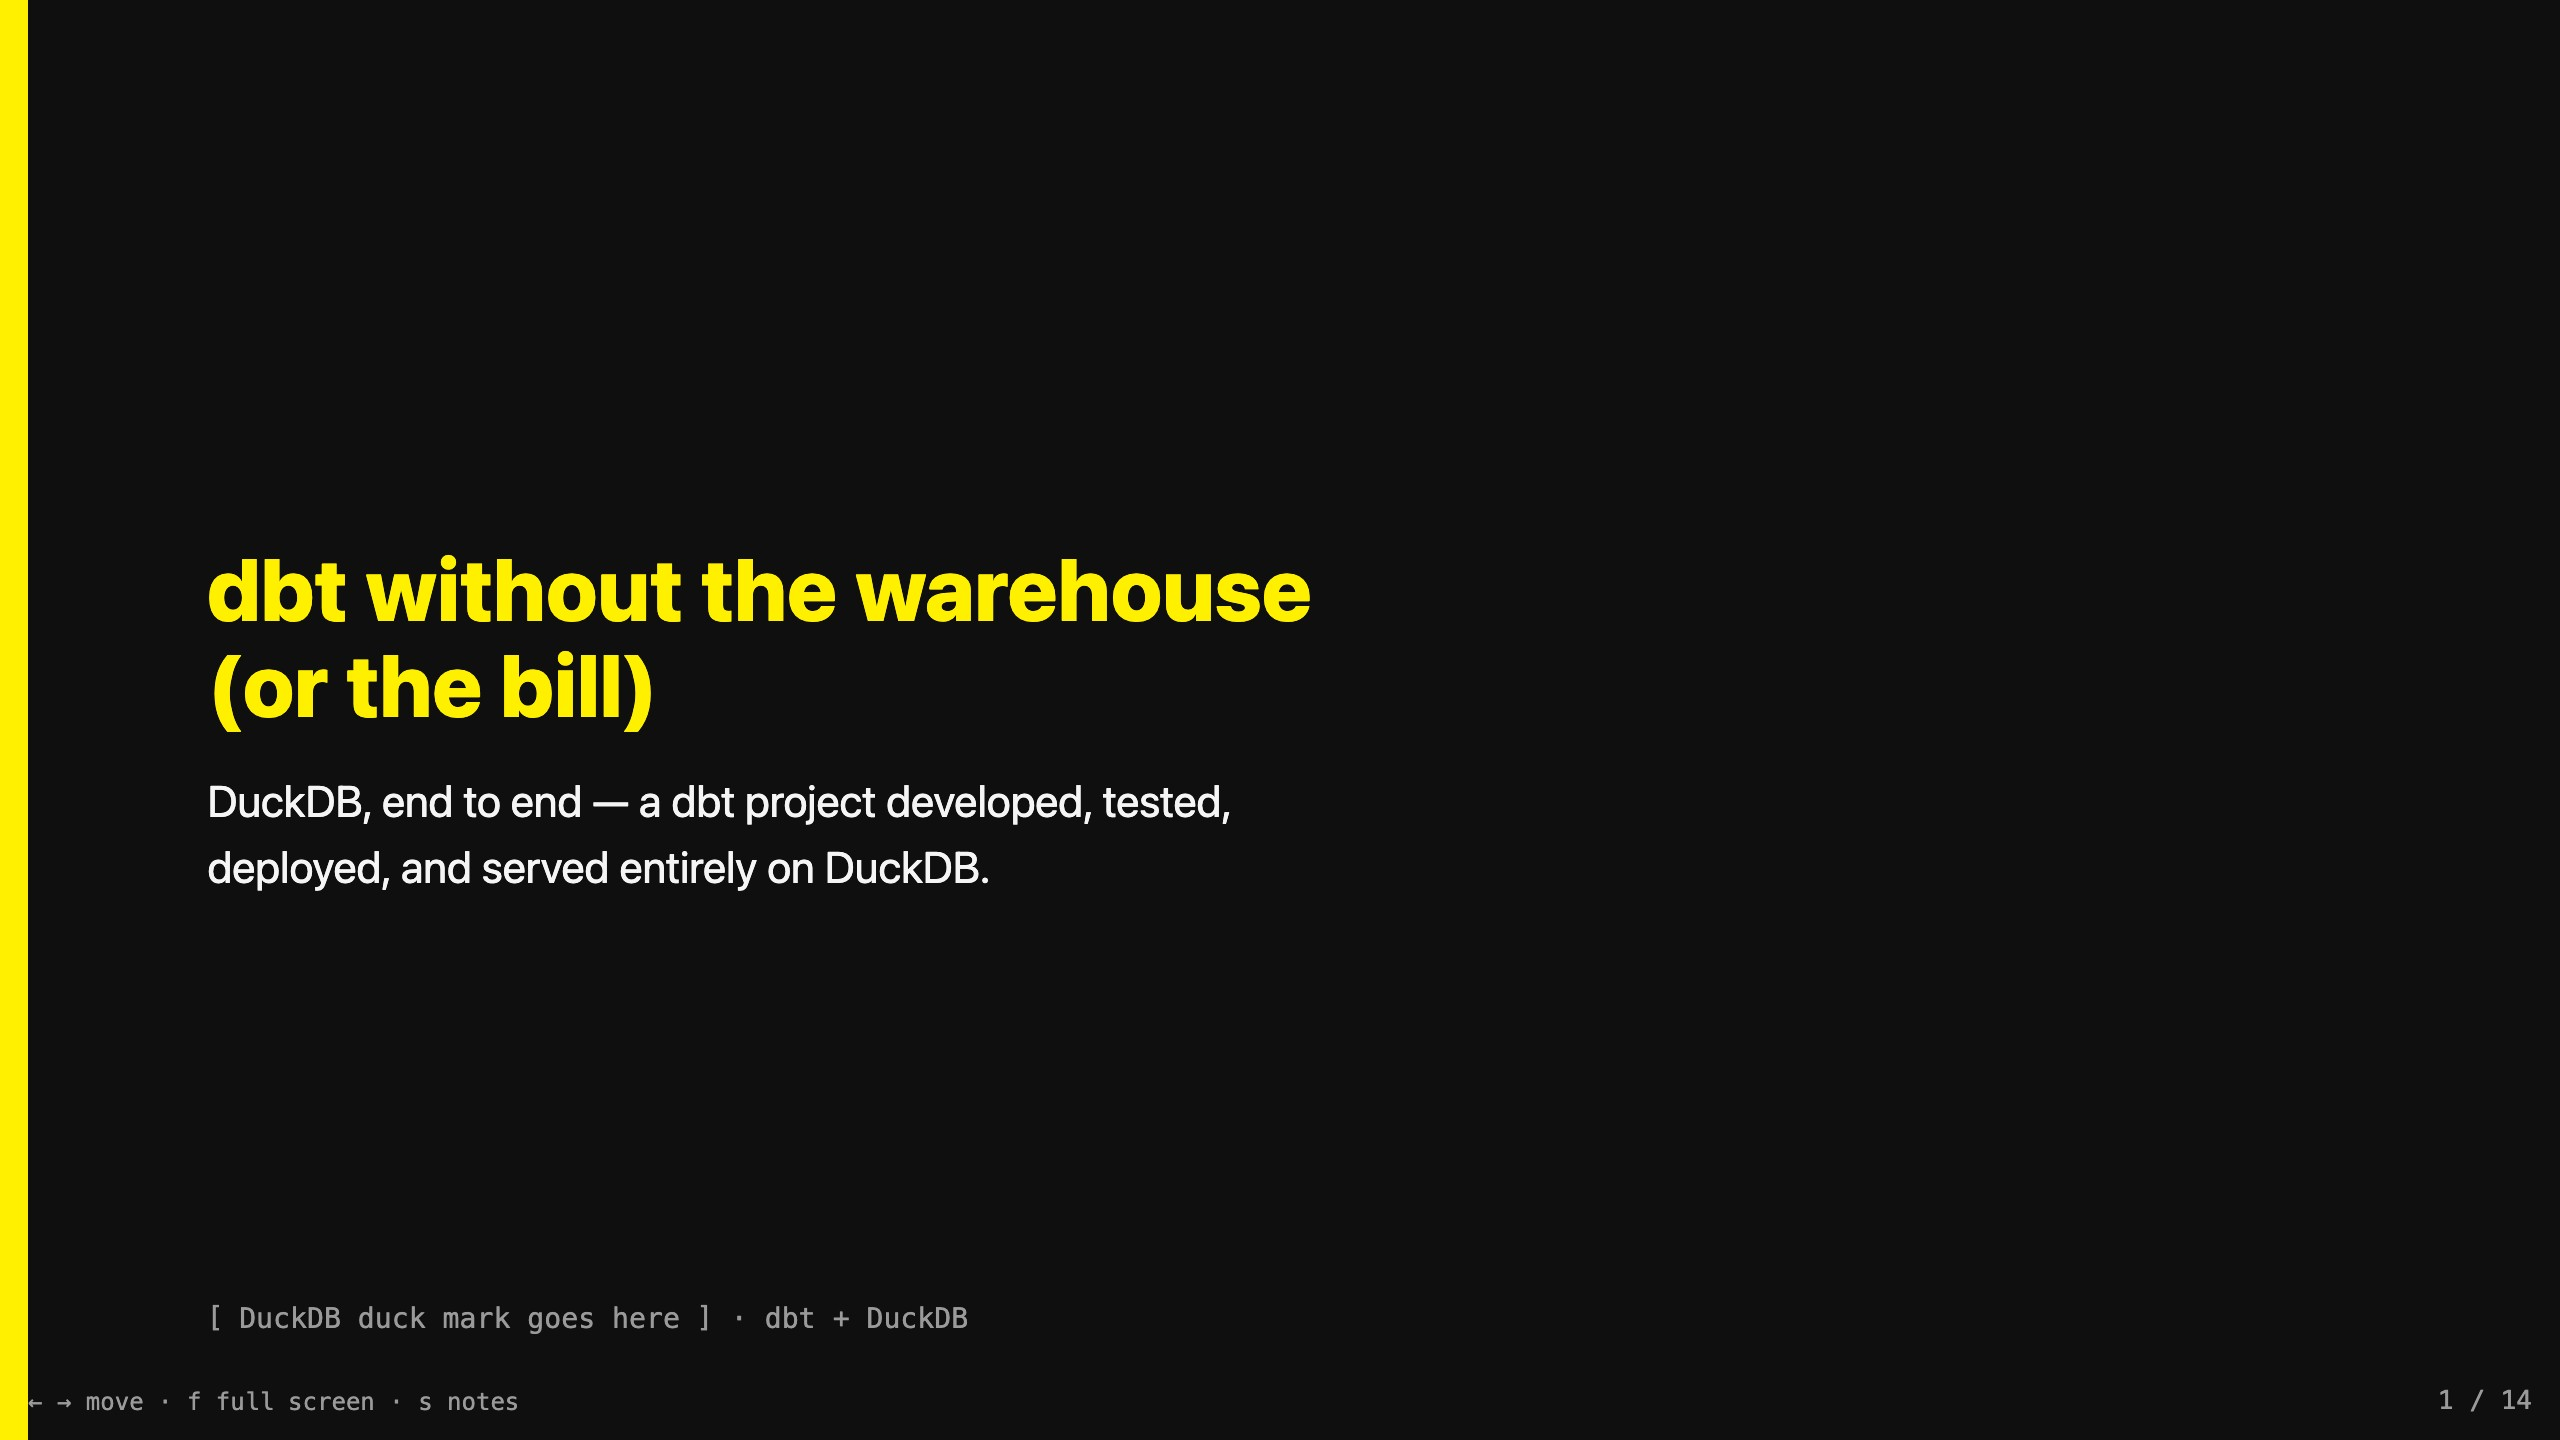 dbt without the warehouse
(or the bill)
DuckDB, end to end — a dbt project developed, tested,
deployed, and served entirely on DuckDB.
[ DuckDB duck mark goes here ] · dbt + DuckDB
← → move · f full screen · s notes
1 / 14